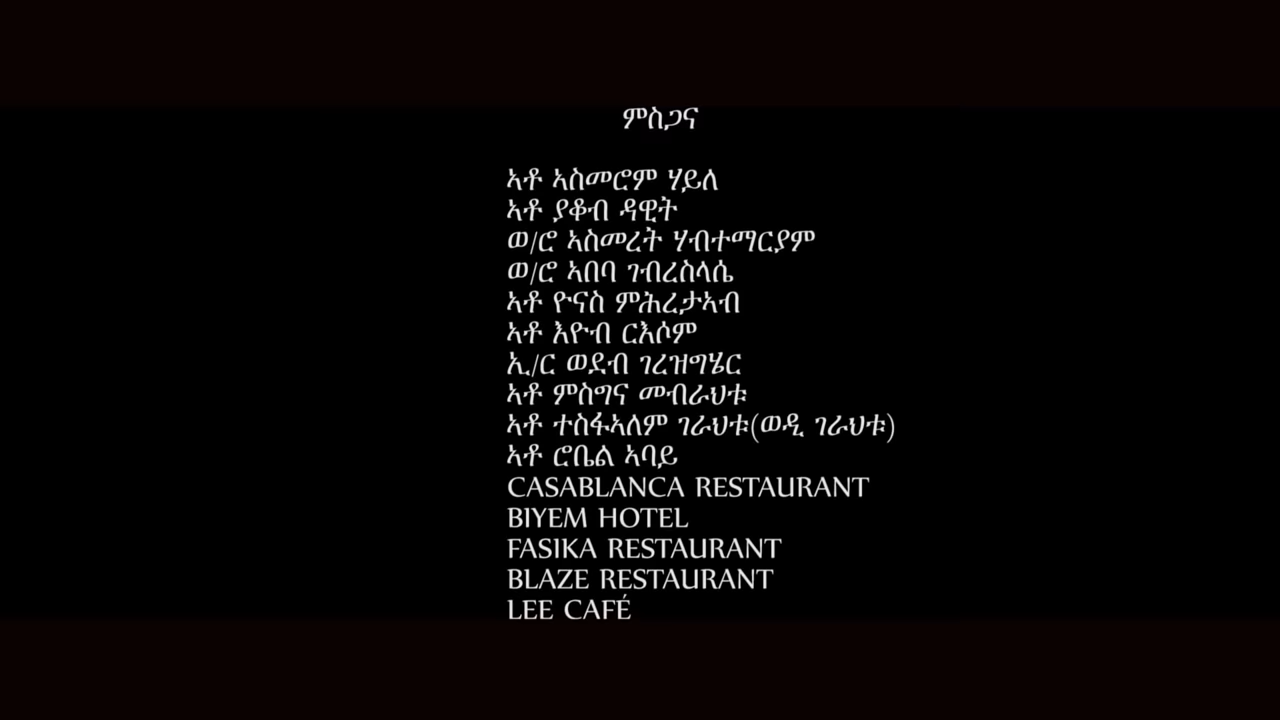 ምስጋና
ኣቶ ኣስመሮም ሃይለ
ኣቶ ያቆብ ዳዊት
ወ/ሮ ኣስመረት ሃብተማርያም
ወ/ሮ ኣበባ ገብረስላሴ
ኣቶ ዮናስ ምሕረታኣብ
ኣቶ እዮብ ርእሶም
ኢ/ር ወደብ ገረዝግሄር
ኣቶ ምስግና መብራህቱ
ኣቶ ተስፋኣለም ገራህቱ(ወዲ ገራህቱ)
ኣቶ ሮቤል ኣባይ
CASABLANCA RESTAURANT
BIYEM HOTEL
FASIKA RESTAURANT
BLAZE RESTAURANT
LEE CAFÉ